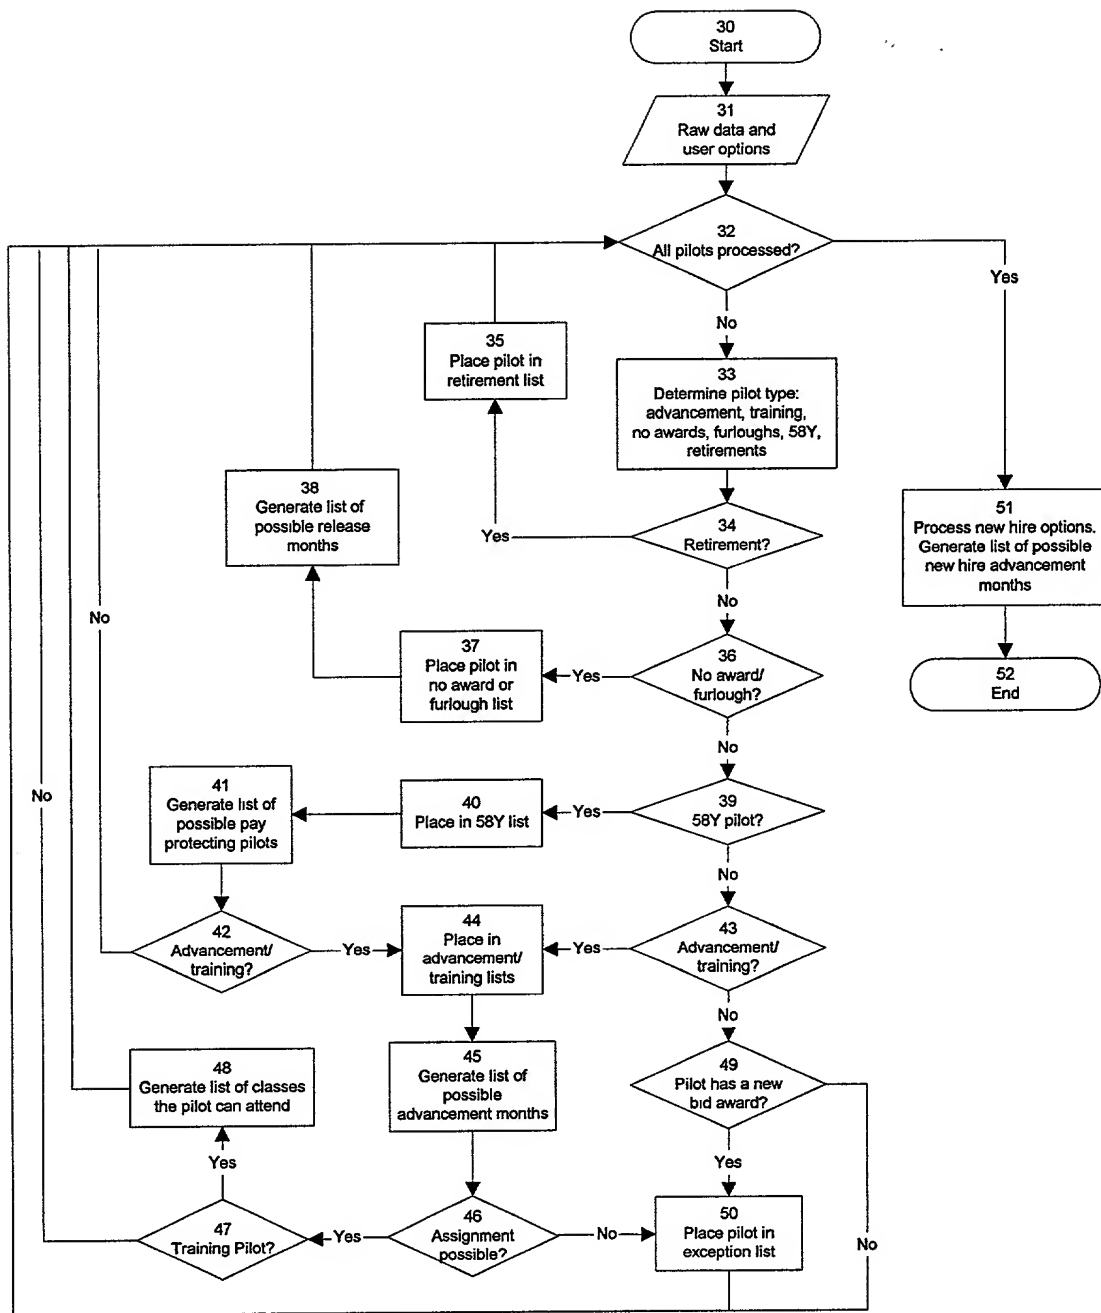 30
Start
31
Raw data and
user options
32
All pilots processed?
Yes
No
33
Determine pilot type:
advancement, training,
no awards, furloughs, 58Y,
retirements
35
Place pilot in
retirement list
34
Retirement?
Yes
No
38
Generate list of
possible release
months
51
Process new hire options.
Generate list of possible
new hire advancement
months
36
No award/
furlough?
Yes
No
37
Place pilot in
no award or
furlough list
52
End
No
39
58Y pilot?
Yes
No
40
Place in 58Y list
41
Generate list of
possible pay
protecting pilots
No
42
Advancement/
training?
Yes
44
Place in
advancement/
training lists
43
Advancement/
training?
Yes
No
45
Generate list of
possible
advancement months
49
Pilot has a new
bid award?
Yes
No
48
Generate list of classes
the pilot can attend
Yes
47
Training Pilot?
Yes
46
Assignment
possible?
No
50
Place pilot in
exception list